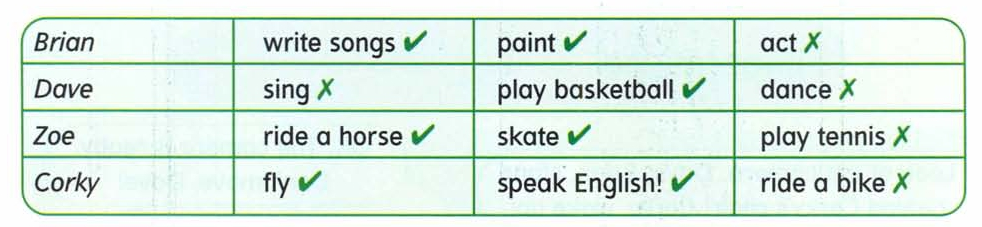 Brian write songs ✔ paint ✔ act ✗
Dave sing ✗ play basketball ✔ dance ✗
Zoe ride a horse ✔ skate ✔ play tennis ✗
Corky fly ✔ speak English! ✔ ride a bike ✗